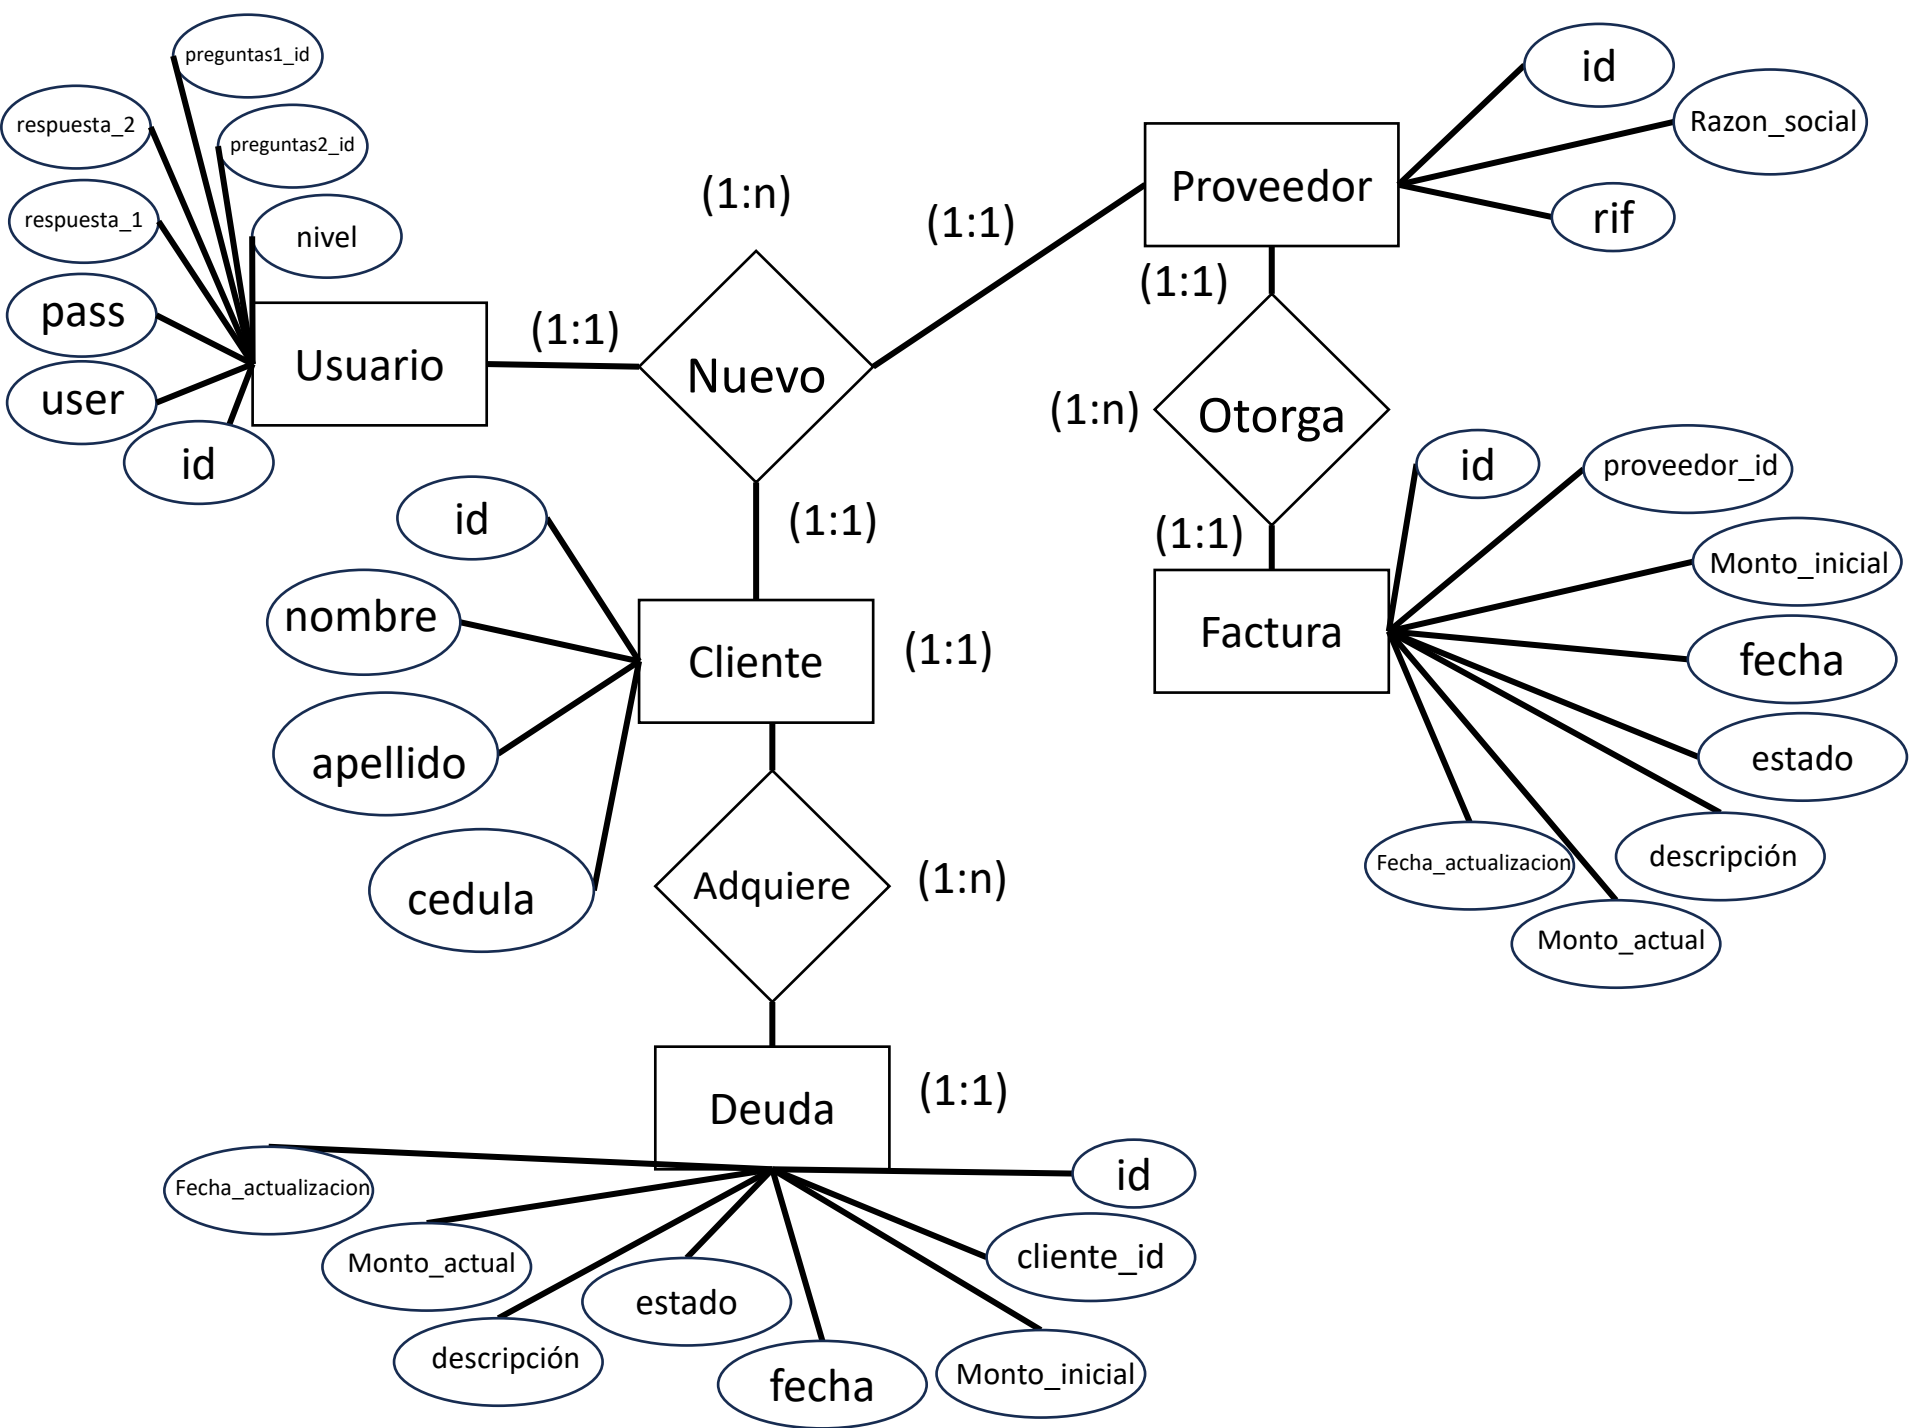 preguntas1_id
respuesta_2
preguntas2_id
respuesta_1
nivel
pass
user
id
Usuario
(1:1)
(1:n)
Nuevo
(1:1)
Proveedor
id
Razon_social
rif
(1:1)
(1:n)
Otorga
(1:1)
Factura
id
proveedor_id
Monto_inicial
fecha
estado
descripción
Monto_actual
Fecha_actualizacion
(1:1)
Cliente
(1:1)
id
nombre
apellido
cedula
Adquiere
(1:n)
Deuda
(1:1)
id
cliente_id
Monto_inicial
fecha
estado
descripción
Monto_actual
Fecha_actualizacion